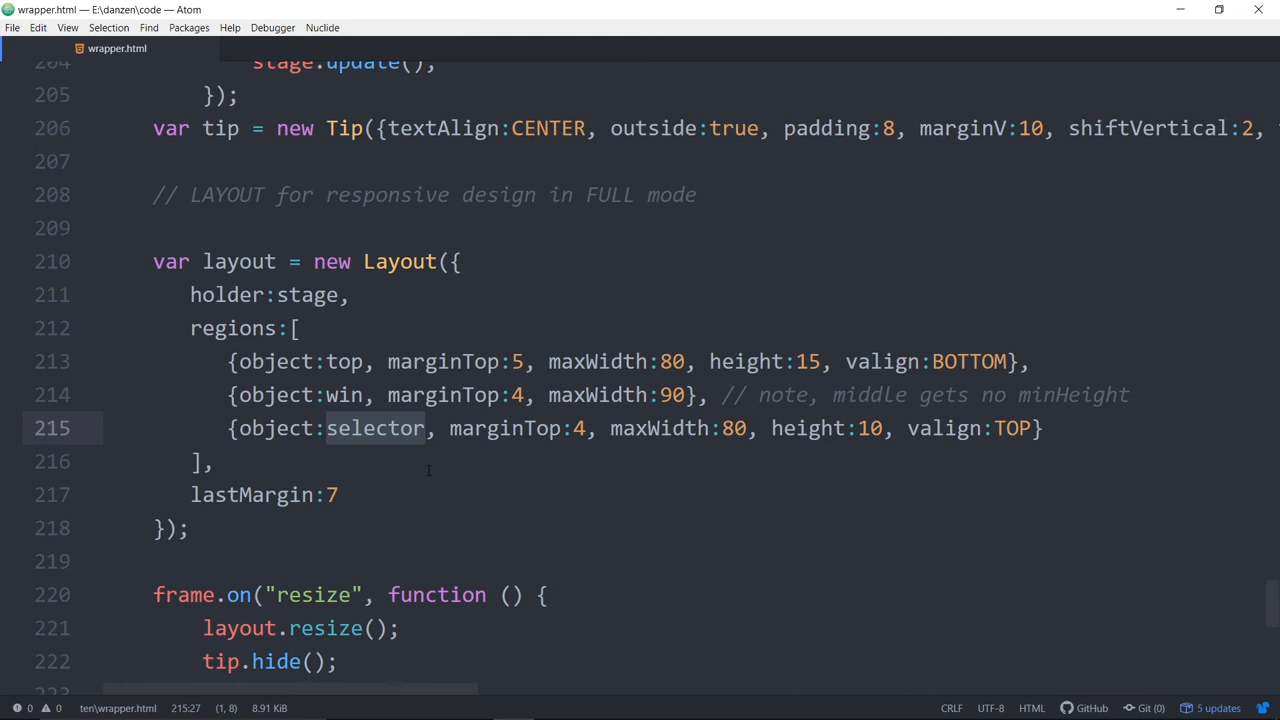 wrapper.html — E:\danzen\code — Atom
File Edit View Selection Find Packages Help Debugger Nuclide
wrapper.html
204 stage.update();
205 });
206 var tip = new Tip({textAlign:CENTER, outside:true, padding:8, marginV:10, shiftVertical:2,
207
208 // LAYOUT for responsive design in FULL mode
209
210 var layout = new Layout({
211 holder:stage,
212 regions:[
213 {object:top, marginTop:5, maxWidth:80, height:15, valign:BOTTOM},
214 {object:win, marginTop:4, maxWidth:90}, // note, middle gets no minHeight
215 {object:selector, marginTop:4, maxWidth:80, height:10, valign:TOP}
216 ],
217 lastMargin:7
218 });
219
220 frame.on("resize", function () {
221 layout.resize();
222 tip.hide();
223
0 0 ten\wrapper.html 215:27 (1, 8) 8.91 KiB CRLF UTF-8 HTML GitHub Git (0) 5 updates